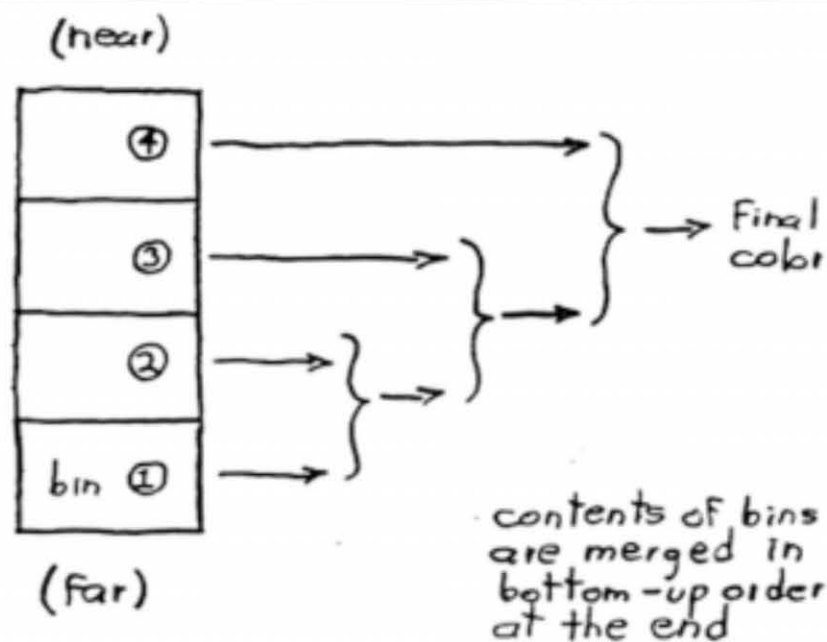 (near)
④
③
Final
color
②
bin ①
(far)
contents of bins
are merged in
bottom-up order
at the end